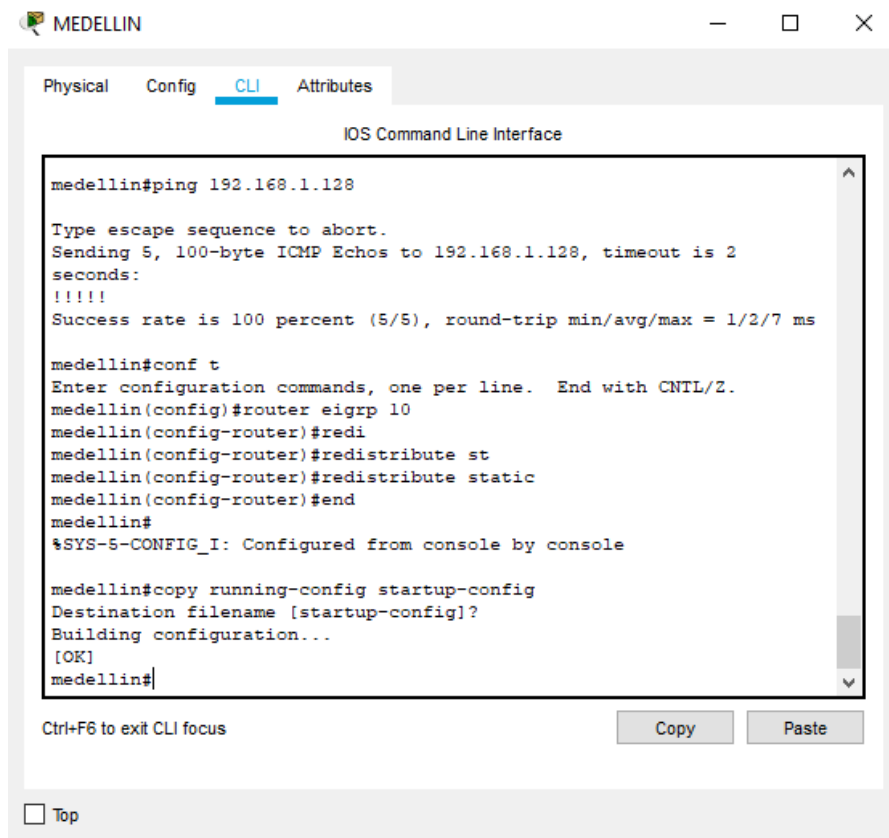 MEDELLIN
Physical Config CLI Attributes
IOS Command Line Interface
medellin#ping 192.168.1.128
Type escape sequence to abort.
Sending 5, 100-byte ICMP Echos to 192.168.1.128, timeout is 2
seconds:
!!!!!
Success rate is 100 percent (5/5), round-trip min/avg/max = 1/2/7 ms
medellin#conf t
Enter configuration commands, one per line.  End with CNTL/Z.
medellin(config)#router eigrp 10
medellin(config-router)#redi
medellin(config-router)#redistribute st
medellin(config-router)#redistribute static
medellin(config-router)#end
medellin#
%SYS-5-CONFIG_I: Configured from console by console
medellin#copy running-config startup-config
Destination filename [startup-config]?
Building configuration...
[OK]
medellin#
Ctrl+F6 to exit CLI focus Copy Paste
Top